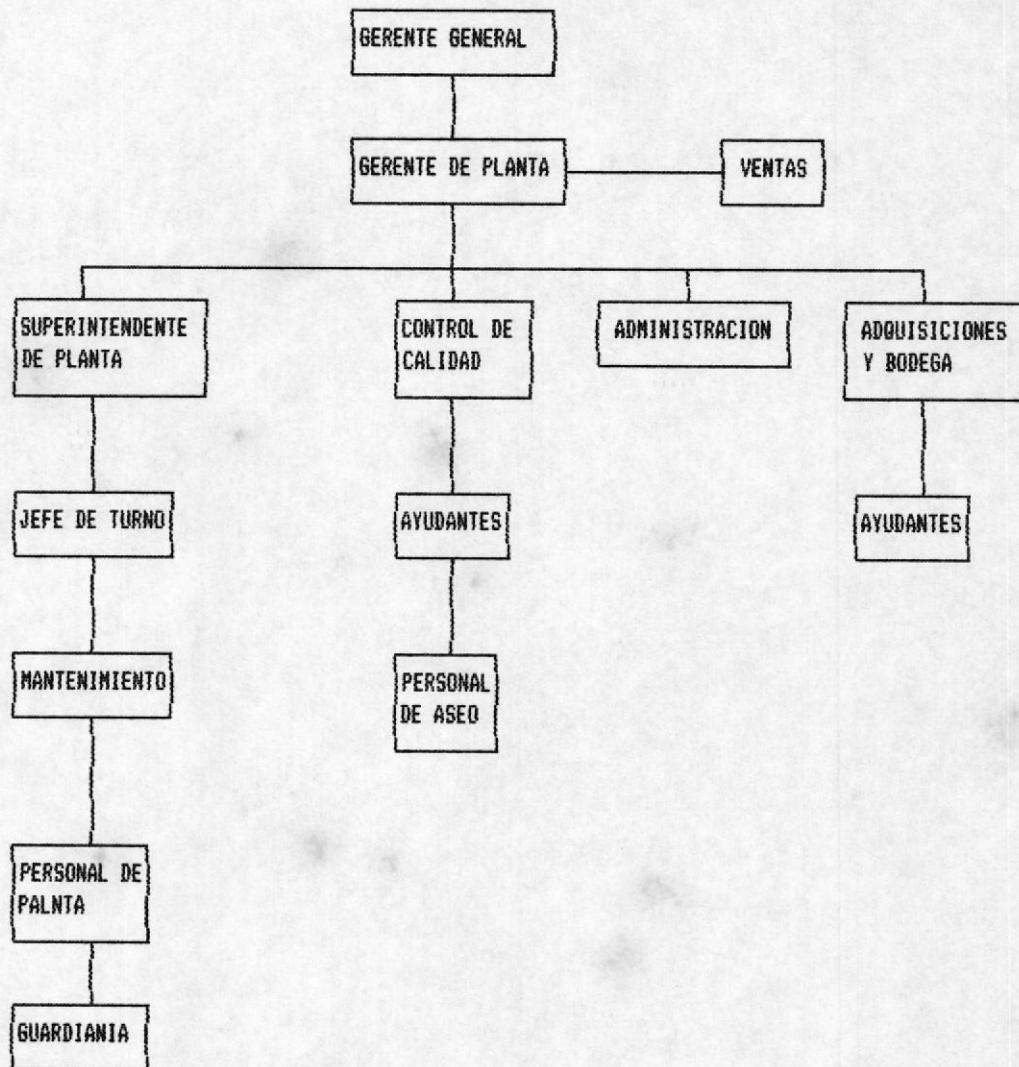 GERENTE GENERAL
GERENTE DE PLANTA
VENTAS
SUPERINTENDENTE
DE PLANTA
CONTROL DE
CALIDAD
ADMINISTRACION
ADQUISICIONES
Y BODEGA
JEFE DE TURNO
AYUDANTES
AYUDANTES
MANTENIMIENTO
PERSONAL
DE ASEO
PERSONAL DE
PALNTA
GUARDIANIA